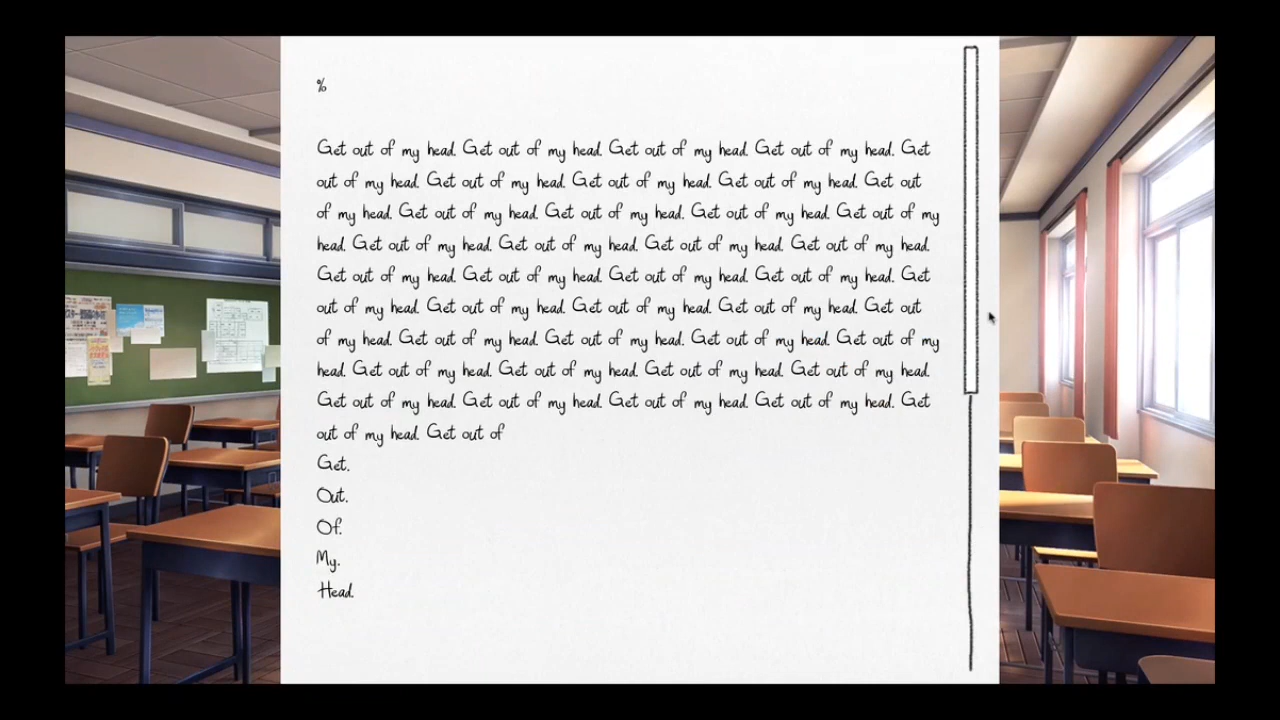 %
Get out of my head. Get out of my head. Get out of my head. Get out of my head. Get
out of my head. Get out of my head. Get out of my head. Get out of my head. Get out
of my head. Get out of my head. Get out of my head. Get out of my head. Get out of my
head. Get out of my head. Get out of my head. Get out of my head. Get out of my head.
Get out of my head. Get out of my head. Get out of my head. Get out of my head. Get
out of my head. Get out of my head. Get out of my head. Get out of my head. Get out
of my head. Get out of my head. Get out of my head. Get out of my head. Get out of my
head. Get out of my head. Get out of my head. Get out of my head. Get out of my head.
Get out of my head. Get out of my head. Get out of my head. Get out of my head. Get
out of my head. Get out of
Get.
Out.
Of.
My.
Head.